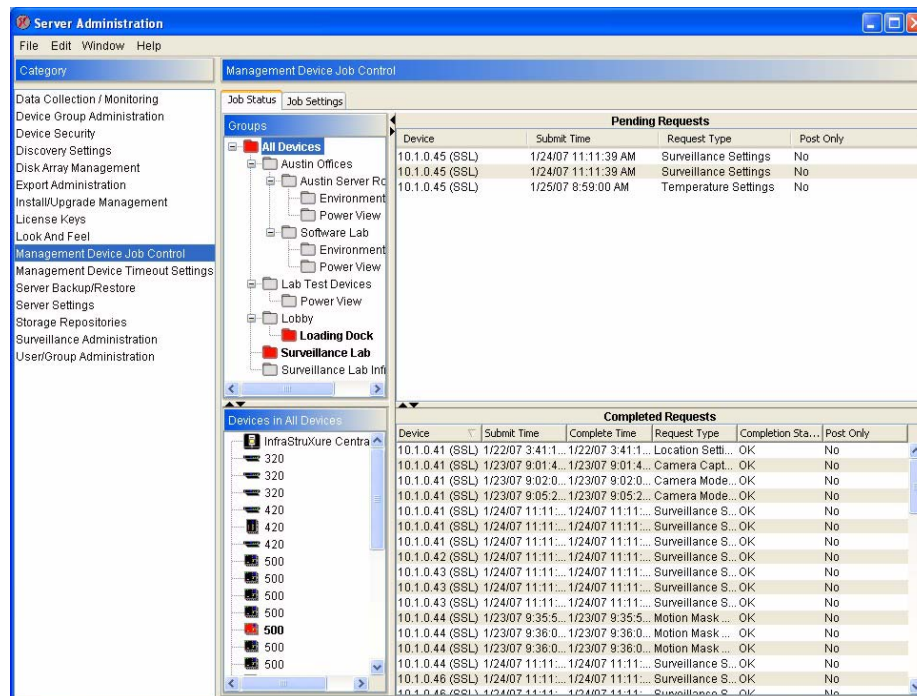 Server Administration
File Edit Window Help
Category
Data Collection / Monitoring
Device Group Administration
Device Security
Discovery Settings
Disk Array Management
Export Administration
Install/Upgrade Management
License Keys
Look And Feel
Management Device Job Control
Management Device Timeout Settings
Server Backup/Restore
Server Settings
Storage Repositories
Surveillance Administration
User/Group Administration
Management Device Job Control
Job Status Job Settings
Groups
All Devices
Austin Offices
Austin Server Ro
Environment
Power View
Software Lab
Environment
Power View
Lab Test Devices
Power View
Lobby
Loading Dock
Surveillance Lab
Surveillance Lab Infr
Pending Requests
Device Submit Time Request Type Post Only
10.1.0.45 (SSL) 1/24/07 11:11:39 AM Surveillance Settings No
10.1.0.45 (SSL) 1/24/07 11:11:39 AM Surveillance Settings No
10.1.0.45 (SSL) 1/25/07 8:59:00 AM Temperature Settings No
Devices in All Devices
InfraStruXure Centra
320
320
320
420
420
420
500
500
500
500
500
500
500
Completed Requests
Device Submit Time Complete Time Request Type Completion Sta... Post Only
10.1.0.41 (SSL) 1/22/07 3:41:1... 1/22/07 3:41:1... Location Setti... OK No
10.1.0.41 (SSL) 1/23/07 9:01:4... 1/23/07 9:01:4... Camera Capt... OK No
10.1.0.41 (SSL) 1/23/07 9:02:0... 1/23/07 9:02:0... Camera Mode... OK No
10.1.0.41 (SSL) 1/23/07 9:05:2... 1/23/07 9:05:2... Camera Mode... OK No
10.1.0.41 (SSL) 1/24/07 11:11:... 1/24/07 11:11:... Surveillance S... OK No
10.1.0.41 (SSL) 1/24/07 11:11:... 1/24/07 11:11:... Surveillance S... OK No
10.1.0.41 (SSL) 1/24/07 11:11:... 1/24/07 11:11:... Surveillance S... OK No
10.1.0.42 (SSL) 1/24/07 11:11:... 1/24/07 11:11:... Surveillance S... OK No
10.1.0.43 (SSL) 1/24/07 11:11:... 1/24/07 11:11:... Surveillance S... OK No
10.1.0.43 (SSL) 1/24/07 11:11:... 1/24/07 11:11:... Surveillance S... OK No
10.1.0.43 (SSL) 1/24/07 11:11:... 1/24/07 11:11:... Surveillance S... OK No
10.1.0.44 (SSL) 1/23/07 9:35:5... 1/23/07 9:35:5... Motion Mask ... OK No
10.1.0.44 (SSL) 1/23/07 9:36:0... 1/23/07 9:36:0... Motion Mask ... OK No
10.1.0.44 (SSL) 1/23/07 9:36:0... 1/23/07 9:36:0... Motion Mask ... OK No
10.1.0.44 (SSL) 1/24/07 11:11:... 1/24/07 11:11:... Surveillance S... OK No
10.1.0.46 (SSL) 1/24/07 11:11:... 1/24/07 11:11:... Surveillance S... OK No
10.1.0.46 (SSL) 1/24/07 11:11:... 1/24/07 11:11:... Surveillance S... OK No